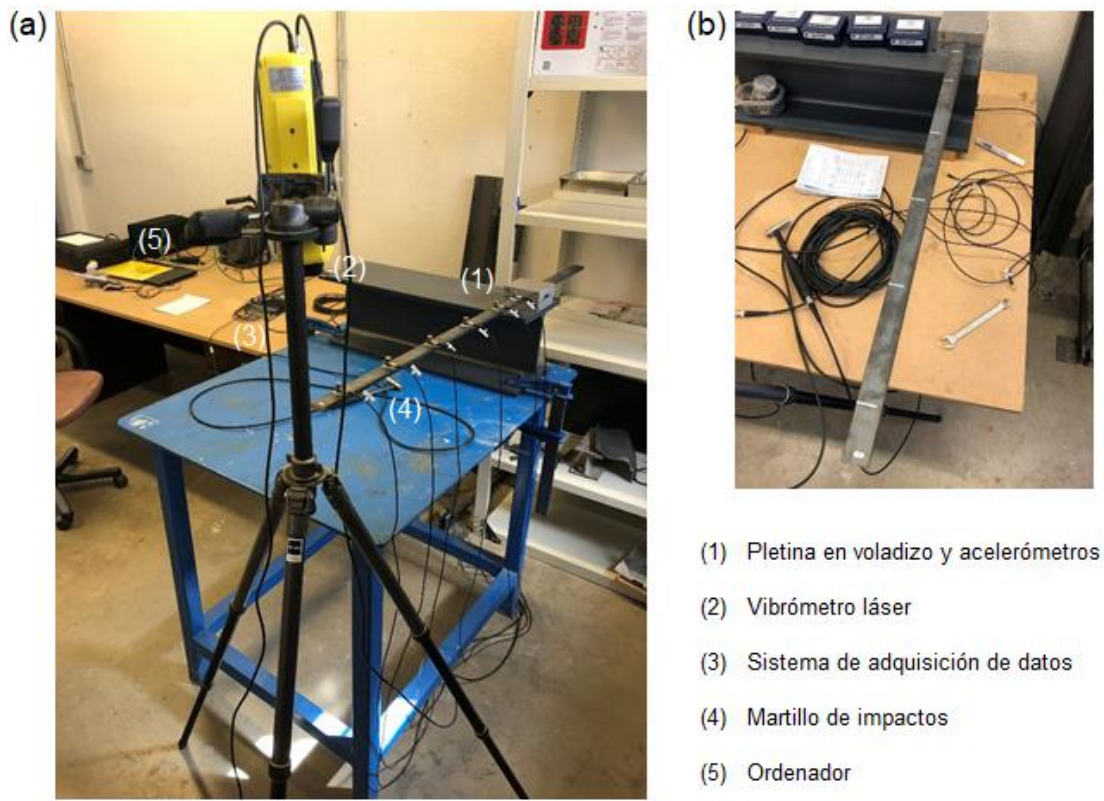 (a)
(b)
(5)
(2)
(1)
(3)
(4)
(1) Pletina en voladizo y acelerómetros
(2) Vibrómetro láser
(3) Sistema de adquisición de datos
(4) Martillo de impactos
(5) Ordenador